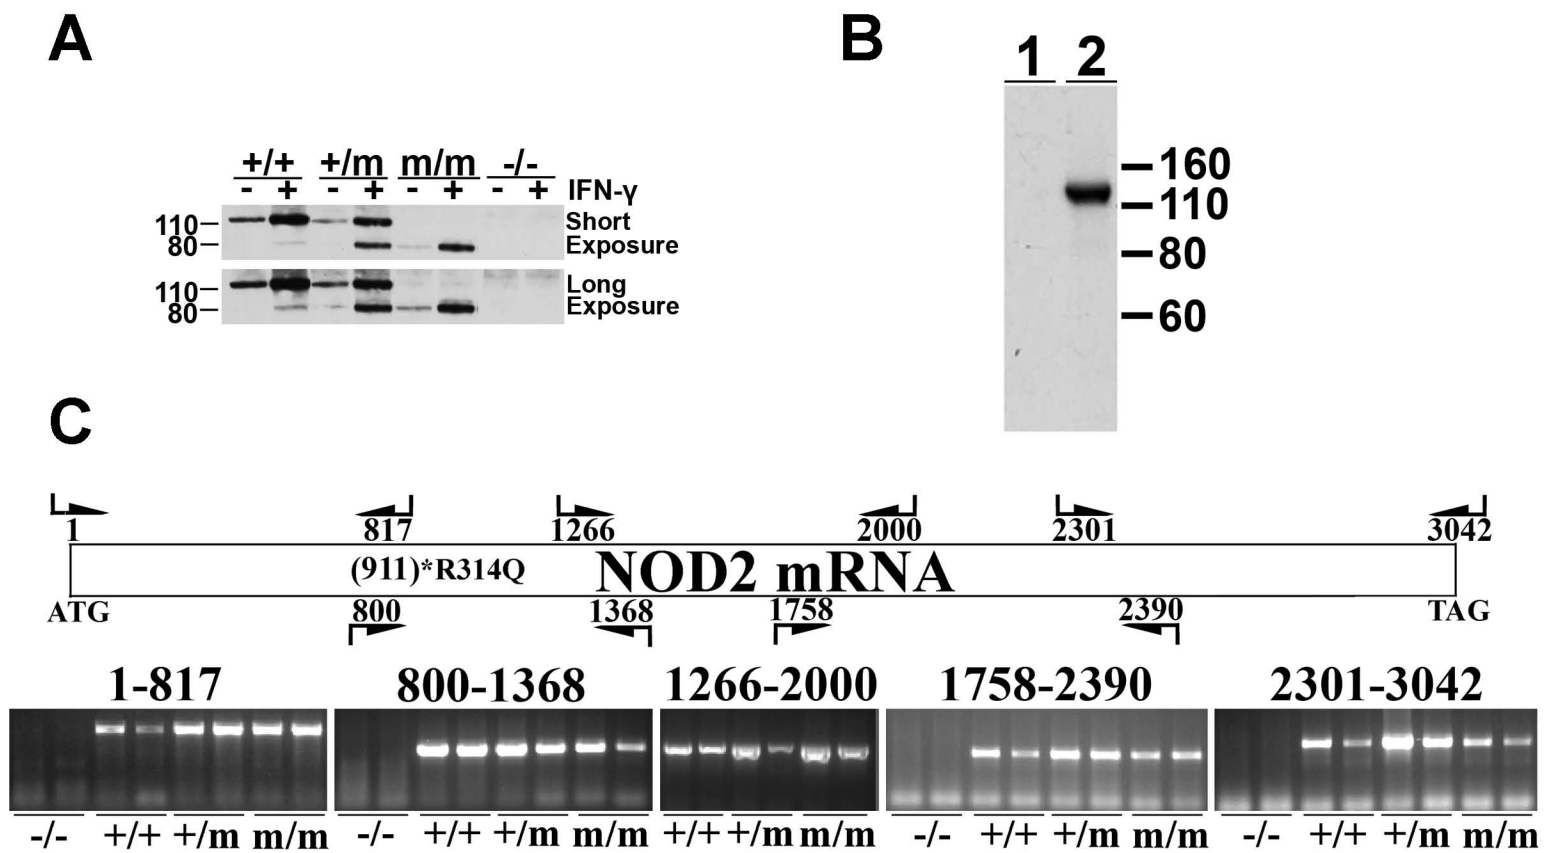 A
B
1 2
+/+ +/m m/m -/-
- + - + - + - + IFN-γ
110
80
Short
Exposure
110
80
Long
Exposure
160
110
80
60
C
1 817 1266 2000 2301 3042
(911)*R314Q NOD2 mRNA
ATG 800 1368 1758 2390 TAG
1-817 800-1368 1266-2000 1758-2390 2301-3042
-/- +/+ +/m m/m -/- +/+ +/m m/m +/+ +/m m/m -/- +/+ +/m m/m -/- +/+ +/m m/m